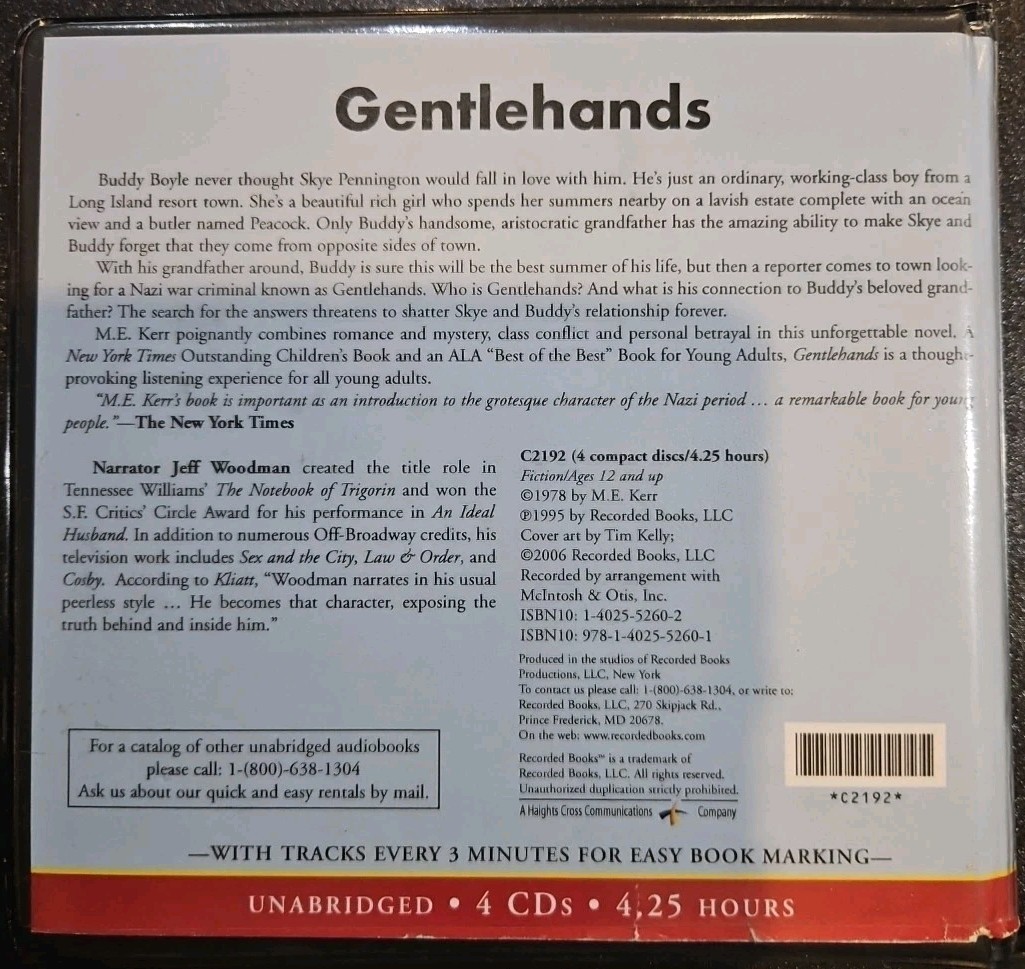 Gentlehands
Buddy Boyle never thought Skye Pennington would fall in love with him. He's just an ordinary, working-class boy from a
Long Island resort town. She's a beautiful rich girl who spends her summers nearby on a lavish estate complete with an ocean
view and a butler named Peacock. Only Buddy's handsome, aristocratic grandfather has the amazing ability to make Skye and
Buddy forget that they come from opposite sides of town.
With his grandfather around, Buddy is sure this will be the best summer of his life, but then a reporter comes to town look-
ing for a Nazi war criminal known as Gentlehands. Who is Gentlehands? And what is his connection to Buddy's beloved grand-
father? The search for the answers threatens to shatter Skye and Buddy's relationship forever.
M.E. Kerr poignantly combines romance and mystery, class conflict and personal betrayal in this unforgettable novel. A
New York Times Outstanding Children's Book and an ALA "Best of the Best" Book for Young Adults, Gentlehands is a thought-
provoking listening experience for all young adults.
"M.E. Kerr's book is important as an introduction to the grotesque character of the Nazi period ... a remarkable book for young
people."—The New York Times
Narrator Jeff Woodman created the title role in
Tennessee Williams' The Notebook of Trigorin and won the
S.F. Critics' Circle Award for his performance in An Ideal
Husband. In addition to numerous Off-Broadway credits, his
television work includes Sex and the City, Law & Order, and
Cosby. According to Kliatt, "Woodman narrates in his usual
peerless style ... He becomes that character, exposing the
truth behind and inside him."
For a catalog of other unabridged audiobooks
please call: 1-(800)-638-1304
Ask us about our quick and easy rentals by mail.
C2192 (4 compact discs/4.25 hours)
Fiction/Ages 12 and up
©1978 by M.E. Kerr
℗1995 by Recorded Books, LLC
Cover art by Tim Kelly;
©2006 Recorded Books, LLC
Recorded by arrangement with
McIntosh & Otis, Inc.
ISBN10: 1-4025-5260-2
ISBN10: 978-1-4025-5260-1
Produced in the studios of Recorded Books
Productions, LLC, New York
To contact us please call: 1-(800)-638-1304, or write to:
Recorded Books, LLC, 270 Skipjack Rd.,
Prince Frederick, MD 20678.
On the web: www.recordedbooks.com
Recorded Books™ is a trademark of
Recorded Books, LLC. All rights reserved.
Unauthorized duplication strictly prohibited.
A Haights Cross Communications Company
*C2192*
—WITH TRACKS EVERY 3 MINUTES FOR EASY BOOK MARKING—
UNABRIDGED • 4 CDs • 4.25 HOURS